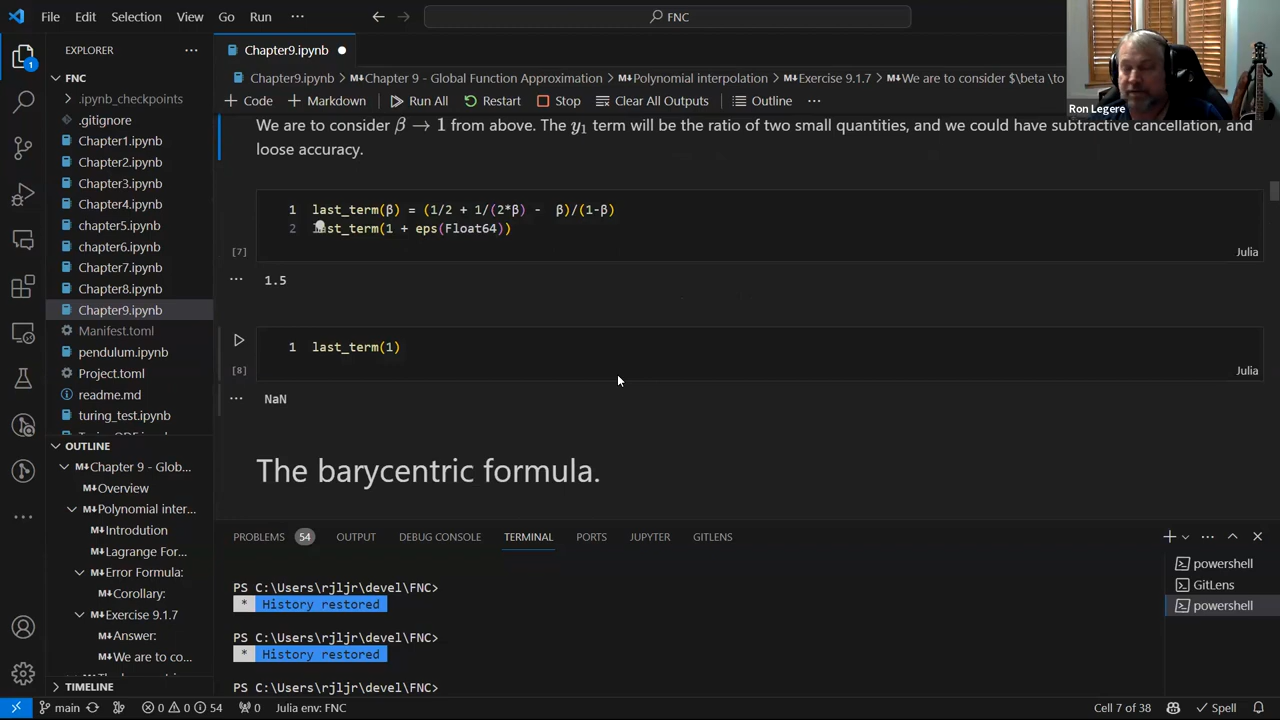 File Edit Selection View Go Run ···
FNC
EXPLORER
FNC
.ipynb_checkpoints
.gitignore
Chapter1.ipynb
Chapter2.ipynb
Chapter3.ipynb
Chapter4.ipynb
chapter5.ipynb
chapter6.ipynb
Chapter7.ipynb
Chapter8.ipynb
Chapter9.ipynb
Manifest.toml
pendulum.ipynb
Project.toml
readme.md
turing_test.ipynb
OUTLINE
Chapter 9 - Glob...
Overview
Polynomial inter...
Introdution
Lagrange For...
Error Formula:
Corollary:
Exercise 9.1.7
Answer:
We are to co...
TIMELINE
Chapter9.ipynb
Chapter9.ipynb > Chapter 9 - Global Function Approximation > Polynomial interpolation > Exercise 9.1.7 > We are to consider $\beta \to
Code Markdown Run All Restart Stop Clear All Outputs Outline ···
Ron Legere
We are to consider β → 1 from above. The y₁ term will be the ratio of two small quantities, and we could have subtractive cancellation, and
loose accuracy.
1 last_term(β) = (1/2 + 1/(2*β) - β)/(1-β)
2 last_term(1 + eps(Float64))
[7] Julia
1.5
1 last_term(1)
[8] Julia
NaN
The barycentric formula.
PROBLEMS 54 OUTPUT DEBUG CONSOLE TERMINAL PORTS JUPYTER GITLENS
PS C:\Users\rjljr\devel\FNC>
* History restored
PS C:\Users\rjljr\devel\FNC>
* History restored
PS C:\Users\rjljr\devel\FNC>
powershell
GitLens
powershell
main 0 0 54 0 Julia env: FNC Cell 7 of 38 Spell